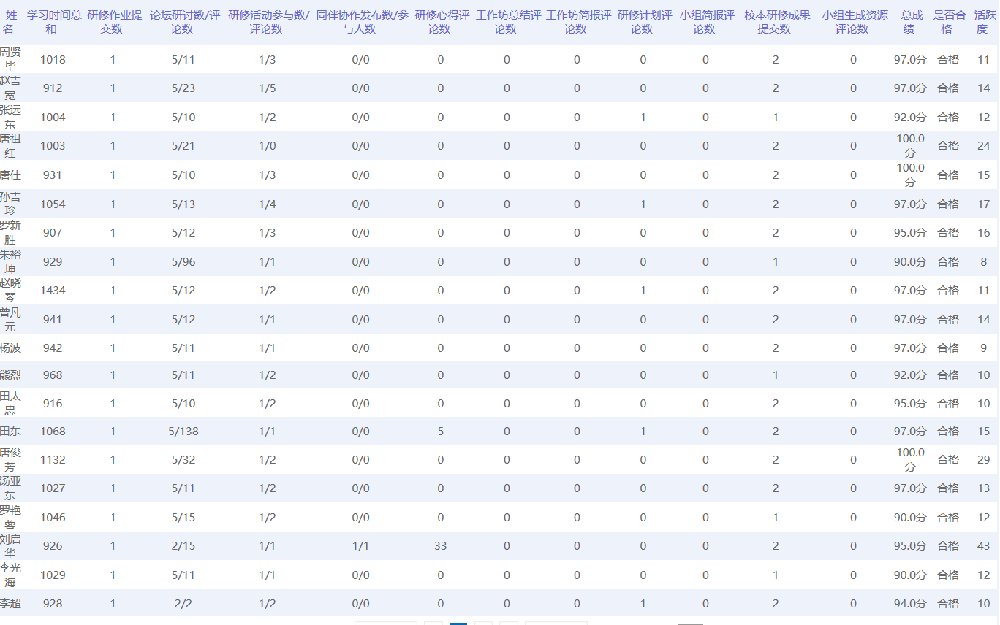 姓 学习时间总 研修作业提 论坛研讨数/评 研修活动参与数/ 同伴协作发布数/参 研修心得评 工作坊总结评 工作坊简报评 研修计划评 小组简报评 校本研修成果 小组生成资源 总成 是否合 活跃
名 和 交数 论数 评论数 与人数 论数 论数 论数 论数 论数 提交数 评论数 绩 格 度
周贤毕 1018 1 5/11 1/3 0/0 0 0 0 0 0 2 0 97.0分 合格 11
赵吉宽 912 1 5/23 1/5 0/0 0 0 0 0 0 2 0 97.0分 合格 14
张远东 1004 1 5/10 1/2 0/0 0 0 0 1 0 1 0 92.0分 合格 12
唐祖红 1003 1 5/21 1/0 0/0 0 0 0 0 0 2 0 100.0分 合格 24
唐佳 931 1 5/10 1/3 0/0 0 0 0 0 0 2 0 100.0分 合格 15
孙吉珍 1054 1 5/13 1/4 0/0 0 0 0 1 0 2 0 97.0分 合格 17
罗新胜 907 1 5/12 1/3 0/0 0 0 0 0 0 2 0 95.0分 合格 16
朱裕坤 929 1 5/96 1/1 0/0 0 0 0 0 0 1 0 90.0分 合格 8
赵晓琴 1434 1 5/12 1/2 0/0 0 0 0 1 0 2 0 97.0分 合格 11
曾凡元 941 1 5/12 1/1 0/0 0 0 0 0 0 2 0 97.0分 合格 14
杨波 942 1 5/11 1/1 0/0 0 0 0 0 0 2 0 97.0分 合格 9
熊烈 968 1 5/11 1/2 0/0 0 0 0 0 0 1 0 92.0分 合格 10
田太忠 916 1 5/10 1/2 0/0 0 0 0 0 0 2 0 95.0分 合格 10
田东 1068 1 5/138 1/1 0/0 5 0 0 1 0 2 0 97.0分 合格 15
唐俊芳 1132 1 5/32 1/2 0/0 0 0 0 0 0 2 0 100.0分 合格 29
汤亚东 1027 1 5/11 1/2 0/0 0 0 0 0 0 2 0 97.0分 合格 13
罗艳蓉 1046 1 5/15 1/2 0/0 0 0 0 0 0 1 0 90.0分 合格 12
刘启华 926 1 2/15 1/1 1/1 33 0 0 0 0 2 0 95.0分 合格 43
李光海 1029 1 5/11 1/1 0/0 0 0 0 0 0 1 0 90.0分 合格 12
李超 928 1 2/2 1/2 0/0 0 0 0 1 0 2 0 94.0分 合格 10